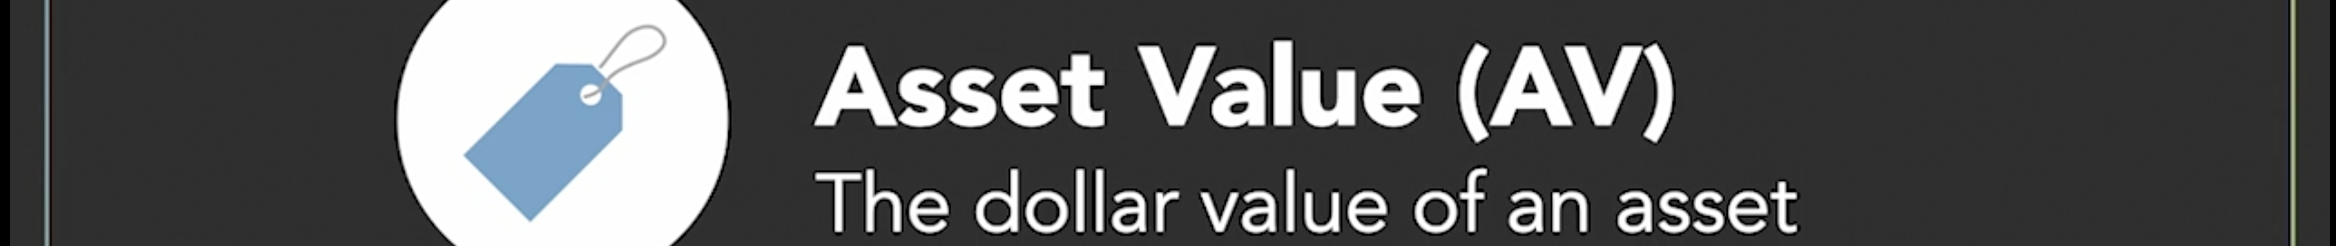 Asset Value (AV)
The dollar value of an asset